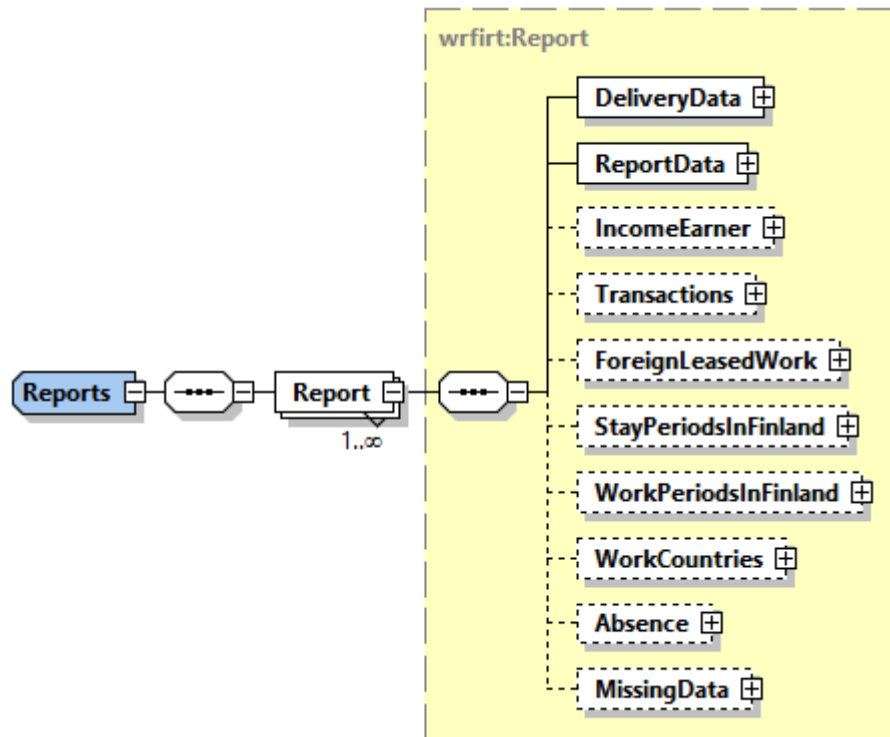 wrfirt:Report
DeliveryData
ReportData
IncomeEarner
Transactions
ForeignLeasedWork
Reports
Report
1..∞
StayPeriodsInFinland
WorkPeriodsInFinland
WorkCountries
Absence
MissingData